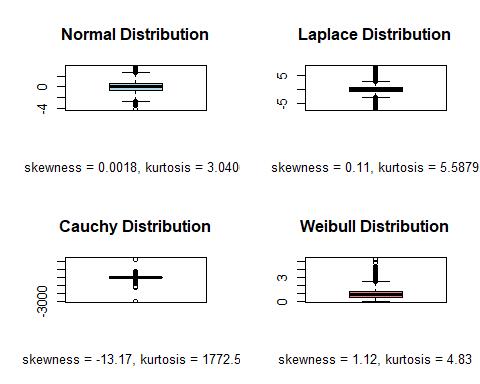 Normal Distribution
0
-4
skewness = 0.0018, kurtosis = 3.040
Laplace Distribution
5
-5
skewness = 0.11, kurtosis = 5.5879
Cauchy Distribution
-3000
skewness = -13.17, kurtosis = 1772.5
Weibull Distribution
3
0
skewness = 1.12, kurtosis = 4.83